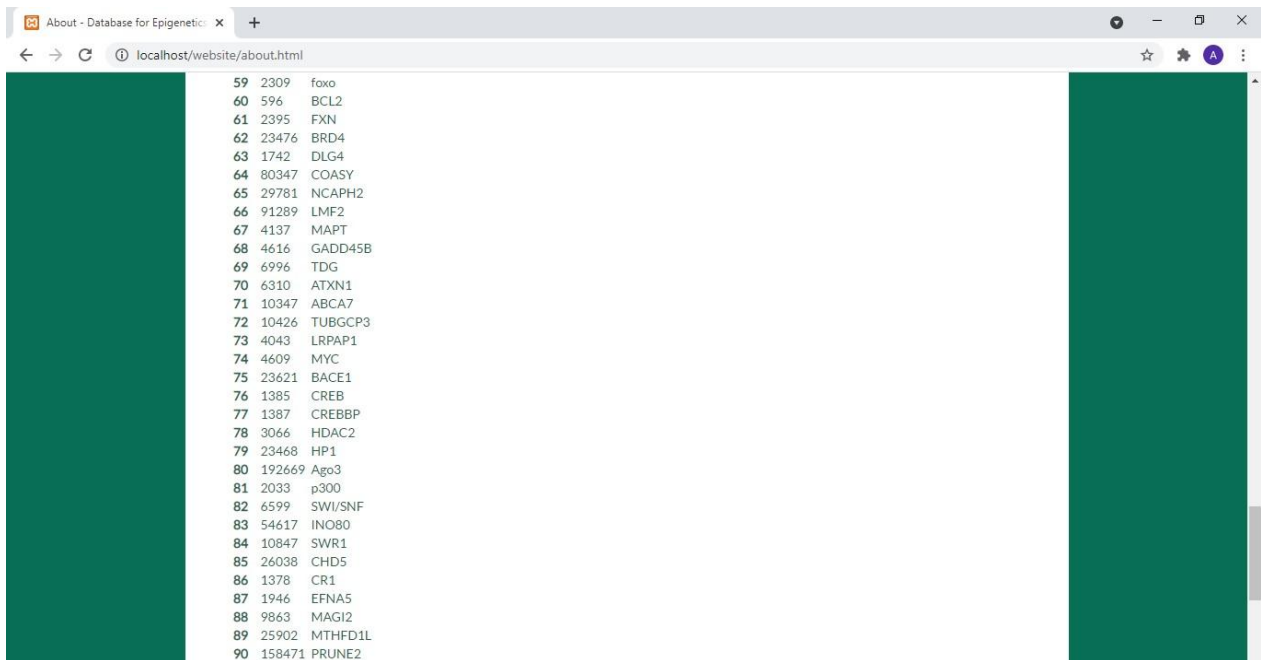 About - Database for Epigenetic
localhost/website/about.html
A
59 2309 foxo
60 596 BCL2
61 2395 FXN
62 23476 BRD4
63 1742 DLG4
64 80347 COASY
65 29781 NCAPH2
66 91289 LMF2
67 4137 MAPT
68 4616 GADD45B
69 6996 TDG
70 6310 ATXN1
71 10347 ABCA7
72 10426 TUBGCP3
73 4043 LRPAP1
74 4609 MYC
75 23621 BACE1
76 1385 CREB
77 1387 CREBBP
78 3066 HDAC2
79 23468 HP1
80 192669 Ago3
81 2033 p300
82 6599 SWI/SNF
83 54617 INO80
84 10847 SWR1
85 26038 CHD5
86 1378 CR1
87 1946 EFNA5
88 9863 MAGI2
89 25902 MTHFD1L
90 158471 PRUNE2